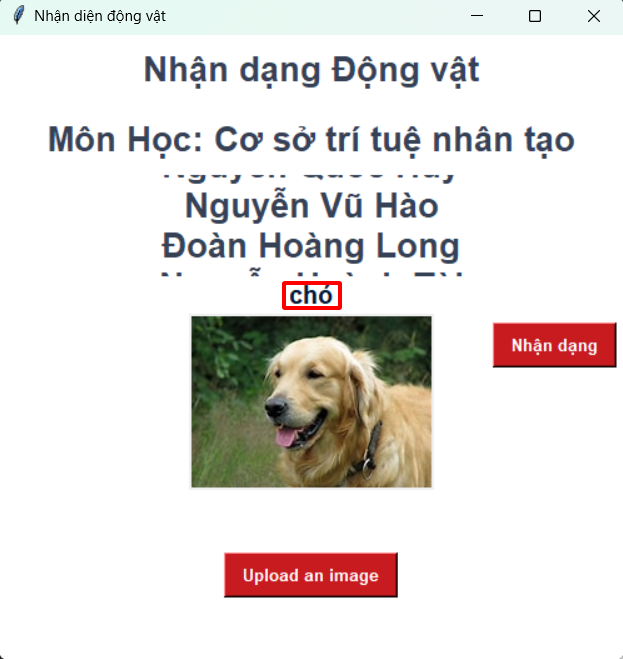 Nhận diện động vật
Nhận dạng Động vật
Môn Học: Cơ sở trí tuệ nhân tạo
Nguyễn Vũ Hào
Đoàn Hoàng Long
chó
Nhận dạng
Upload an image